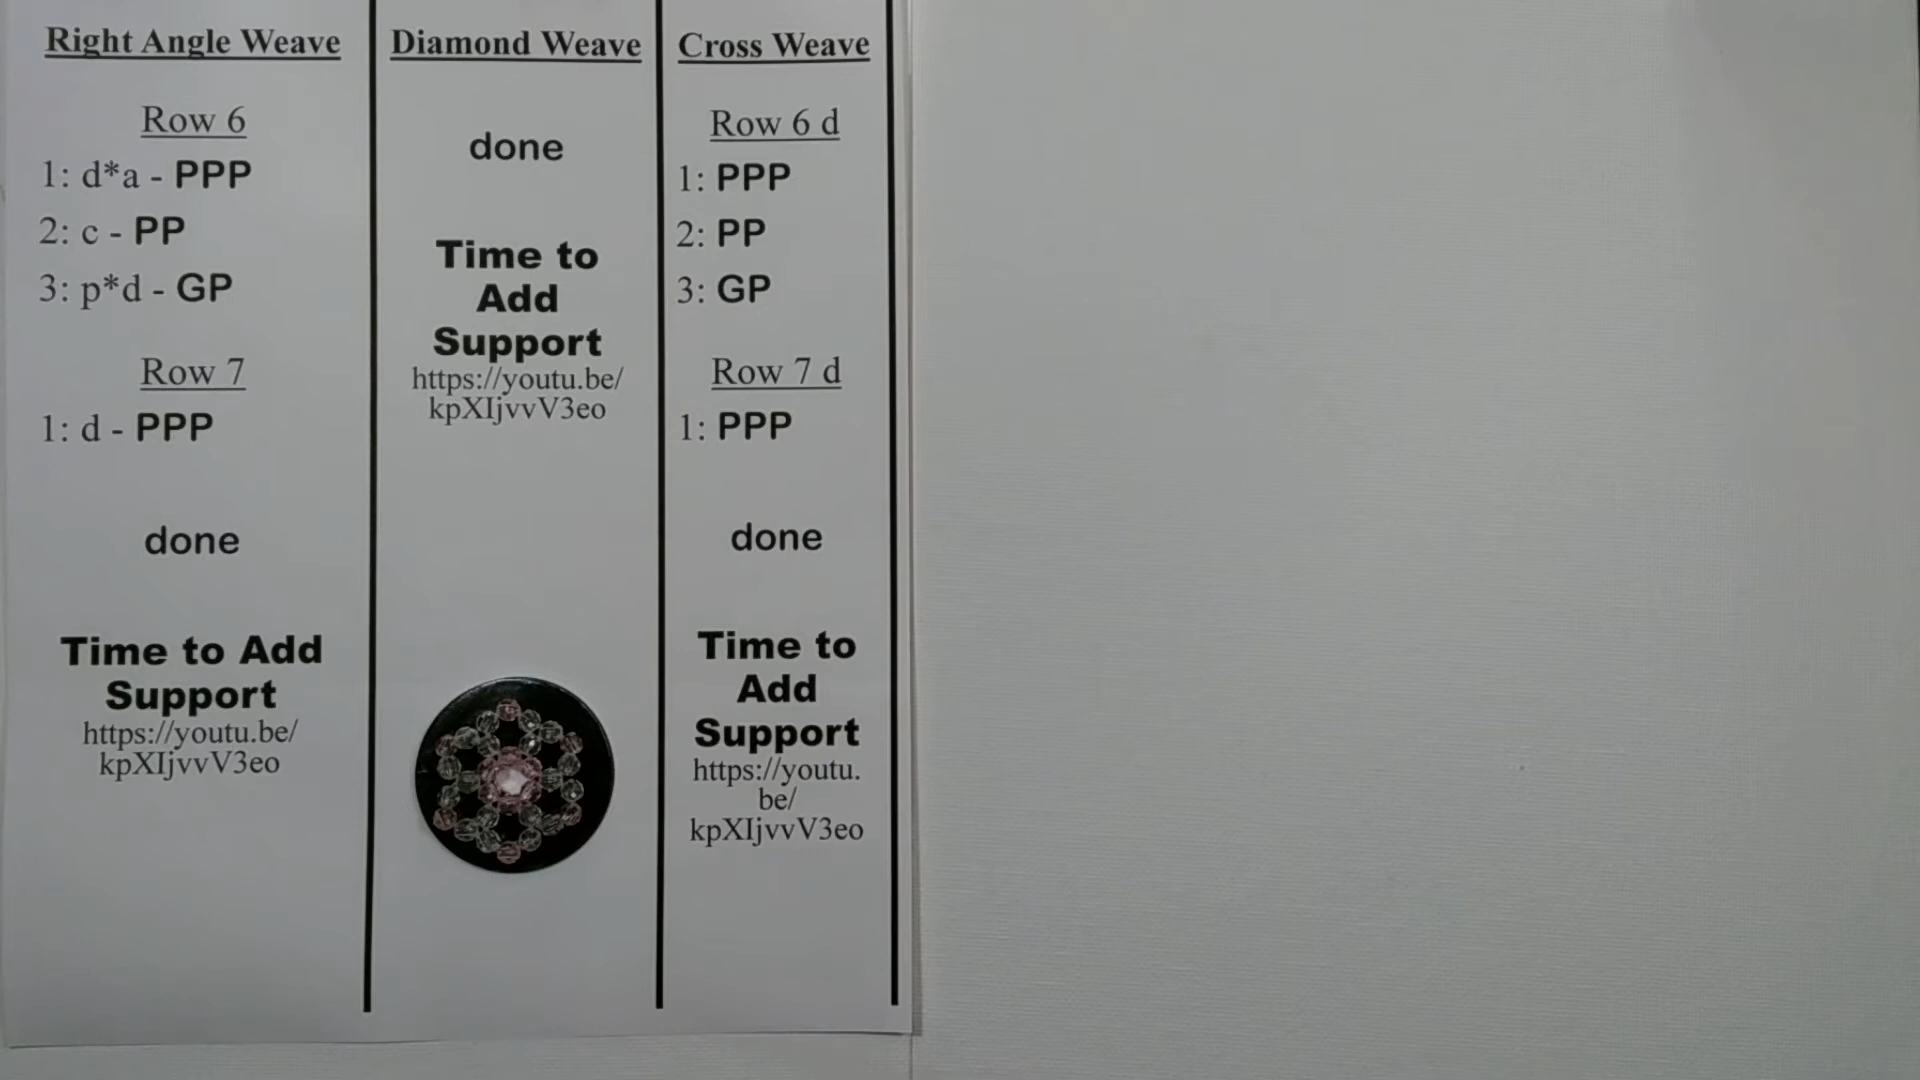 Right Angle Weave
Row 6
1: d*a - PPP
2: c - PP
3: p*d - GP
Row 7
1: d - PPP
done
Time to Add
Support
https://youtu.be/
kpXIjvvV3eo
Diamond Weave
done
Time to
Add
Support
https://youtu.be/
kpXIjvvV3eo
Cross Weave
Row 6 d
1: PPP
2: PP
3: GP
Row 7 d
1: PPP
done
Time to
Add
Support
https://youtu.
be/
kpXIjvvV3eo